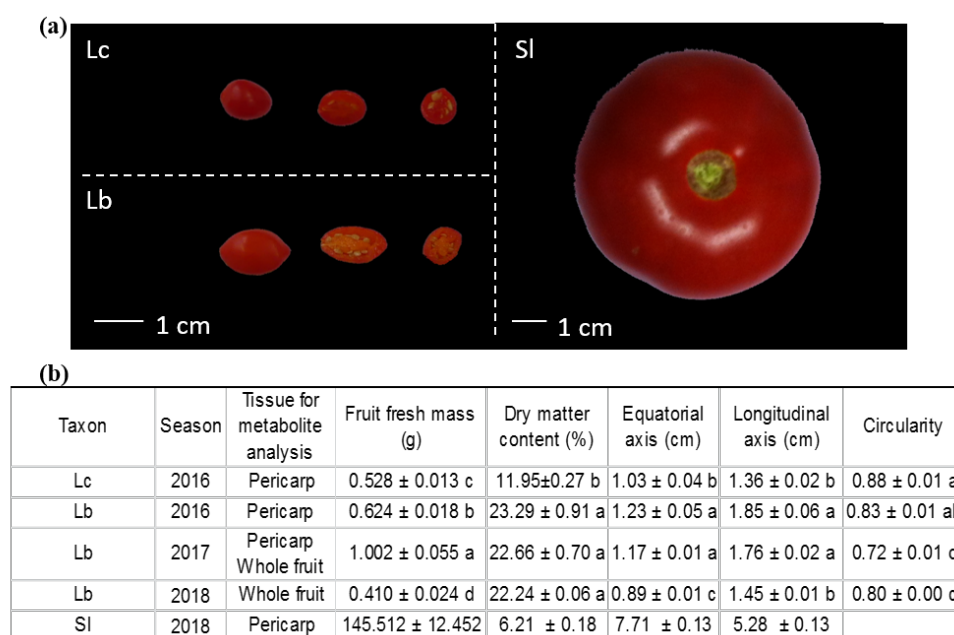 (a)
Lc
Sl
Lb
1 cm
1 cm
(b)
Taxon Season Tissue for metabolite analysis Fruit fresh mass (g) Dry matter content (%) Equatorial axis (cm) Longitudinal axis (cm) Circularity
Lc 2016 Pericarp 0.528 ± 0.013 c 11.95±0.27 b 1.03 ± 0.04 b 1.36 ± 0.02 b 0.88 ± 0.01 a
Lb 2016 Pericarp 0.624 ± 0.018 b 23.29 ± 0.91 a 1.23 ± 0.05 a 1.85 ± 0.06 a 0.83 ± 0.01
Lb 2017 Pericarp Whole fruit 1.002 ± 0.055 a 22.66 ± 0.70 a 1.17 ± 0.01 a 1.76 ± 0.02 a 0.72 ± 0.01
Lb 2018 Whole fruit 0.410 ± 0.024 d 22.24 ± 0.06 a 0.89 ± 0.01 c 1.45 ± 0.01 b 0.80 ± 0.00
Sl 2018 Pericarp 145.512 ± 12.452 6.21 ± 0.18 7.71 ± 0.13 5.28 ± 0.13